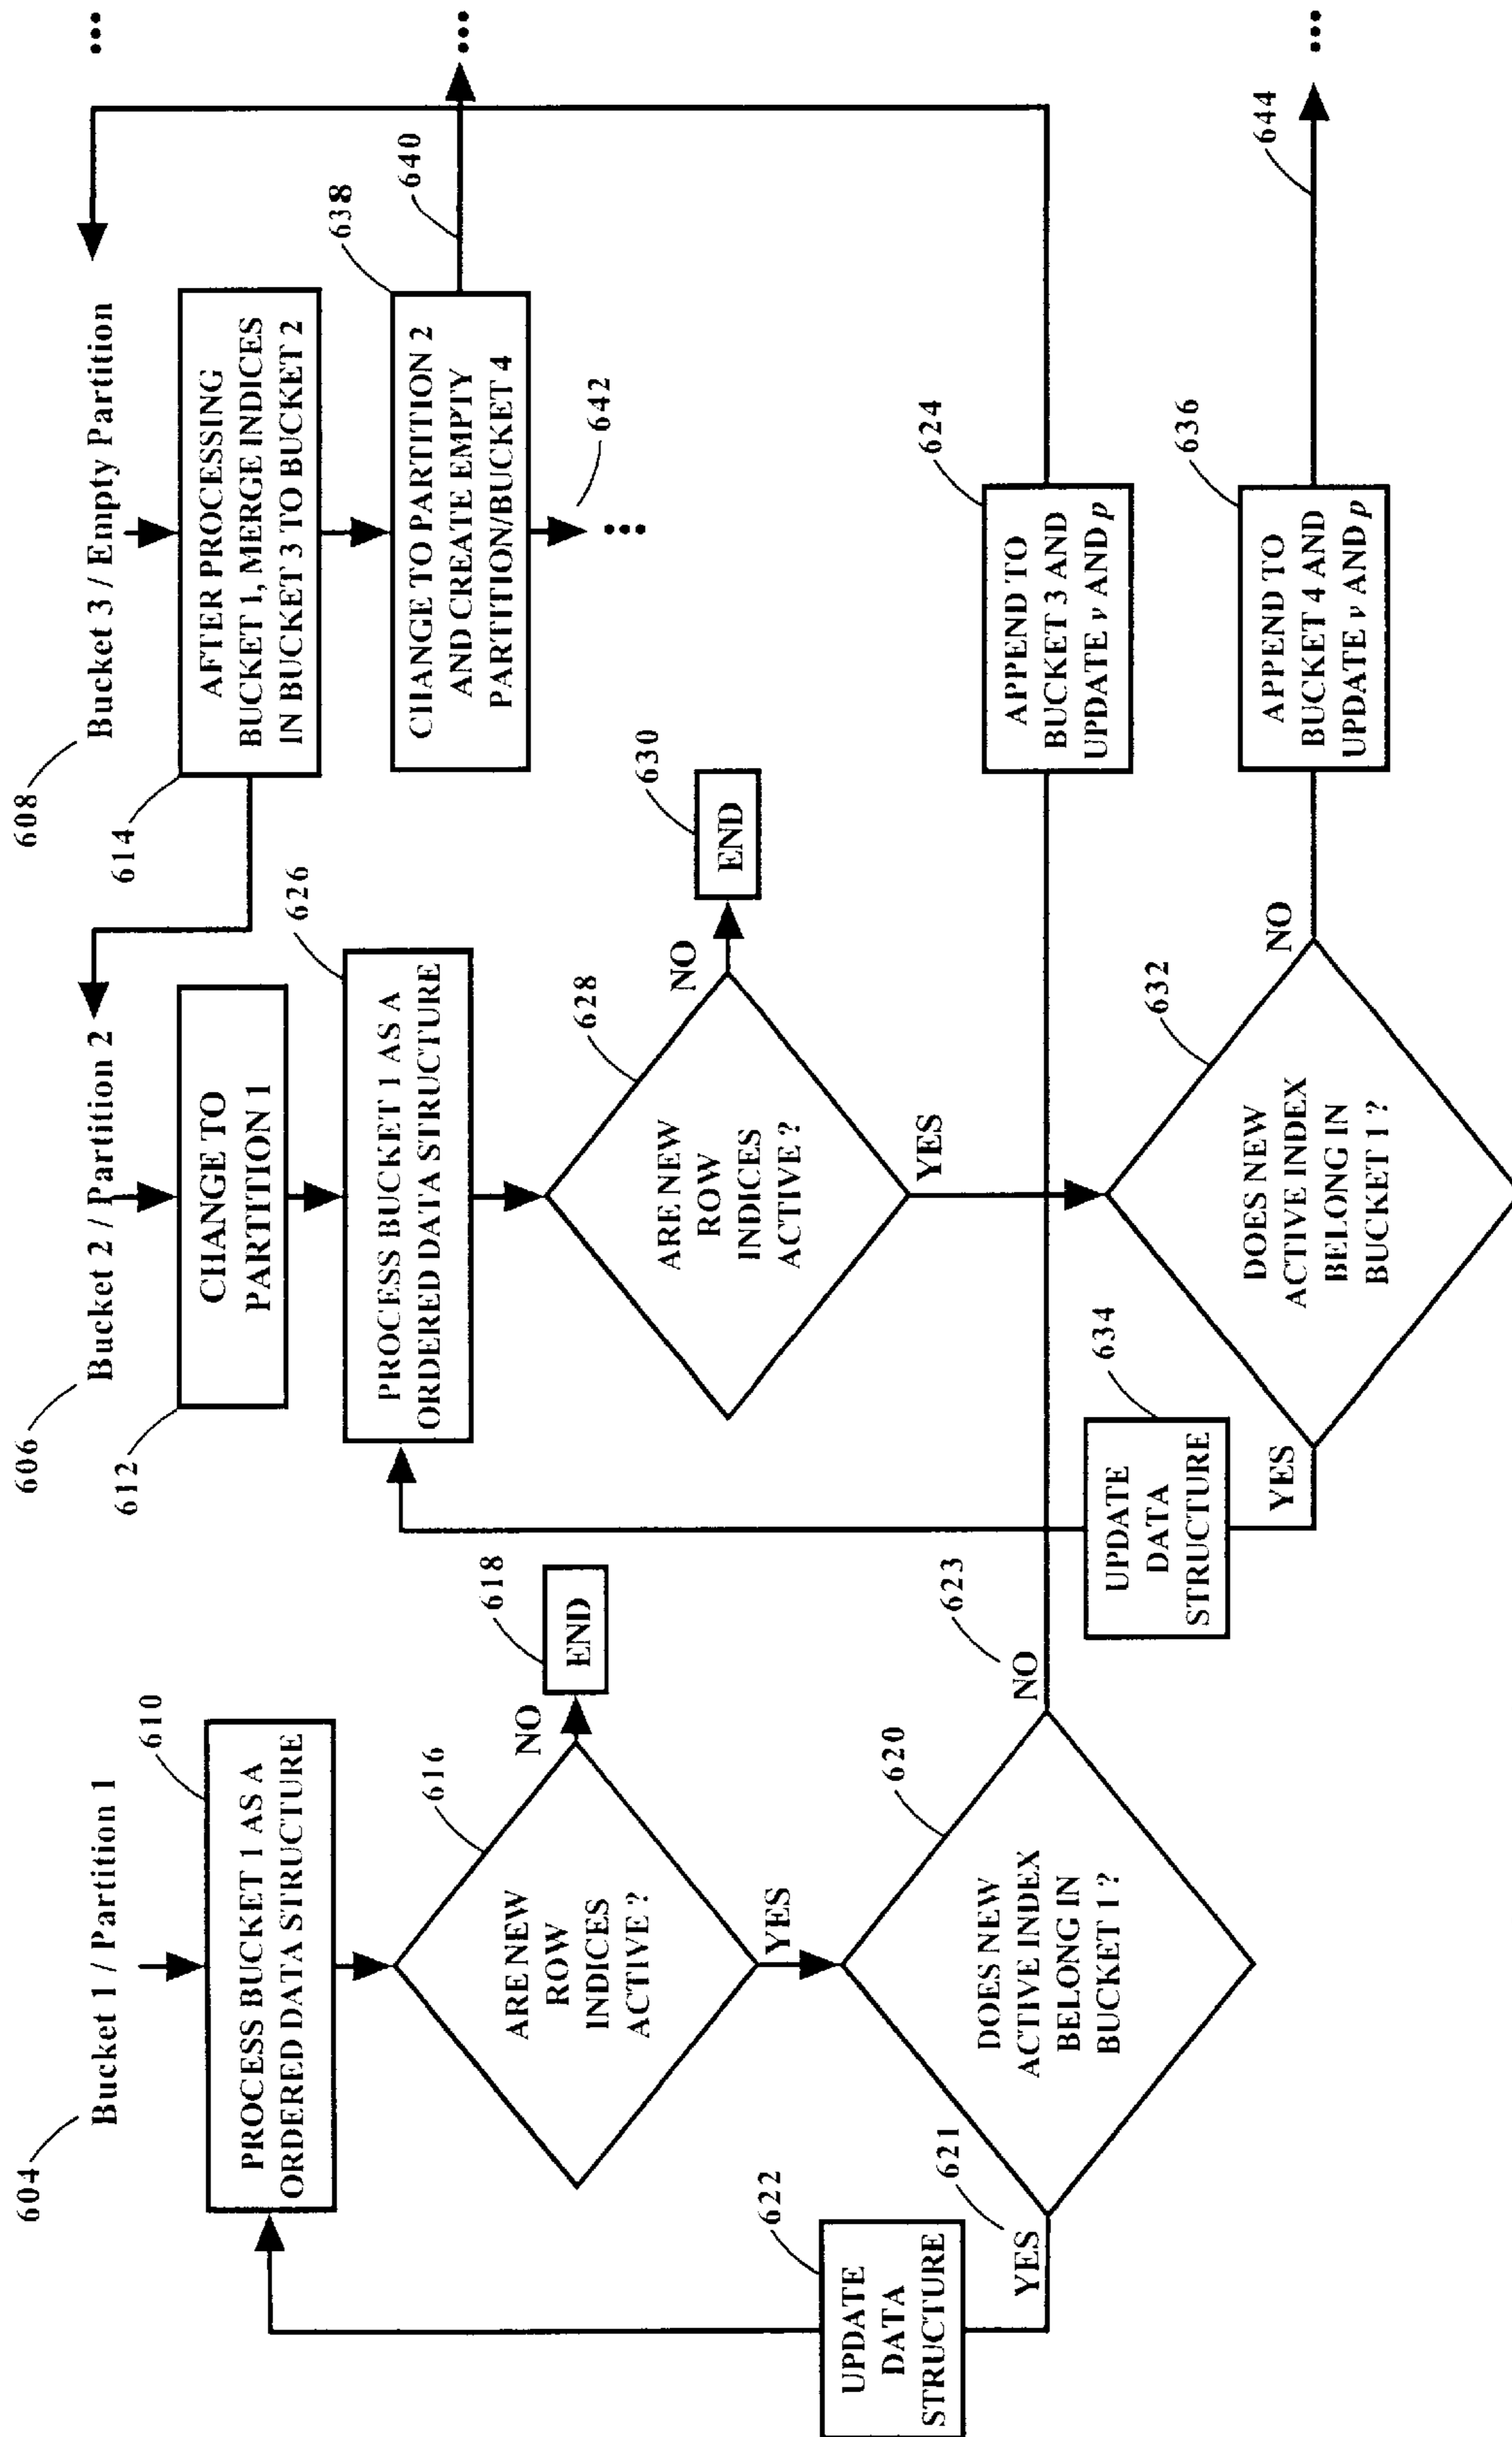 604
Bucket 1 / Partition 1
610
PROCESS BUCKET 1 AS A
ORDERED DATA STRUCTURE
616
ARE NEW
ROW
INDICES
ACTIVE ?
NO
618
END
YES
620
DOES NEW
ACTIVE INDEX
BELONG IN
BUCKET 1 ?
621
YES
622
UPDATE
DATA
STRUCTURE
623
NO
606
Bucket 2 / Partition 2
612
CHANGE TO
PARTITION 1
626
PROCESS BUCKET 1 AS A
ORDERED DATA STRUCTURE
628
ARE NEW
ROW
INDICES
ACTIVE ?
NO
630
END
YES
632
DOES NEW
ACTIVE INDEX
BELONG IN
BUCKET 1 ?
YES
634
UPDATE
DATA
STRUCTURE
NO
608
Bucket 3 / Empty Partition
614
AFTER PROCESSING
BUCKET 1, MERGE INDICES
IN BUCKET 3 TO BUCKET 2
638
CHANGE TO PARTITION 2
AND CREATE EMPTY
PARTITION/BUCKET 4
640
...
642
...
624
APPEND TO
BUCKET 3 AND
UPDATE v AND p
636
APPEND TO
BUCKET 4 AND
UPDATE v AND p
644
...
...